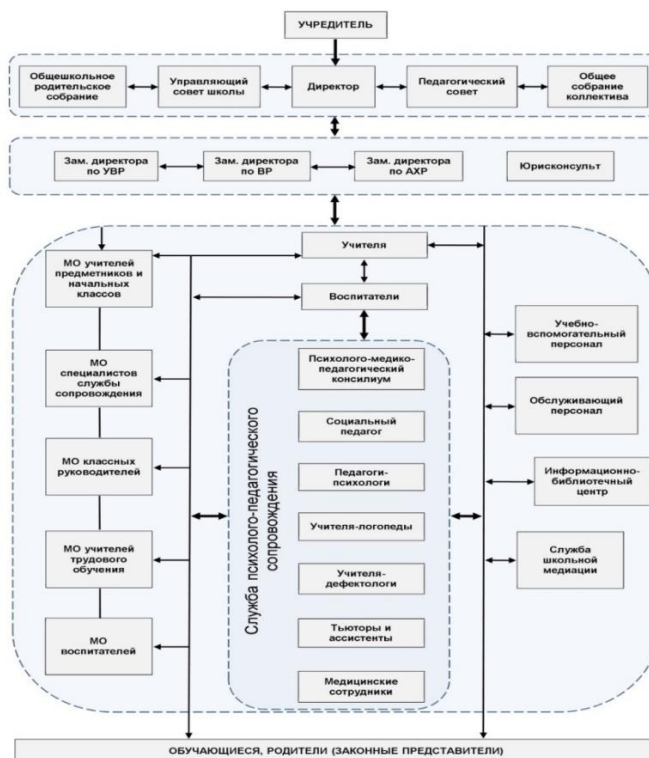 УЧРЕДИТЕЛЬ
Общешкольное
родительское
собрание
Управляющий
совет школы
Директор
Педагогический
совет
Общее
собрание
коллектива
Зам. директора
по УВР
Зам. директора
по ВР
Зам. директора
по АХР
Юрисконсульт
Учителя
МО учителей
предметников и
начальных
классов
Воспитатели
Учебно-
вспомогательный
персонал
МО
специалистов
службы
сопровождения
Служба психолого-педагогического
сопровождения
Психолого-медико-
педагогический
консилиум
Обслуживающий
персонал
Социальный
педагог
МО классных
руководителей
Педагоги-
психологи
Информационно-
библиотечный
центр
МО учителей
трудового
обучения
Учителя-логопеды
Служба
школьной
медиации
Учителя-
дефектологи
МО
воспитателей
Тьюторы и
ассистенты
Медицинские
сотрудники
ОБУЧАЮЩИЕСЯ, РОДИТЕЛИ (ЗАКОННЫЕ ПРЕДСТАВИТЕЛИ)